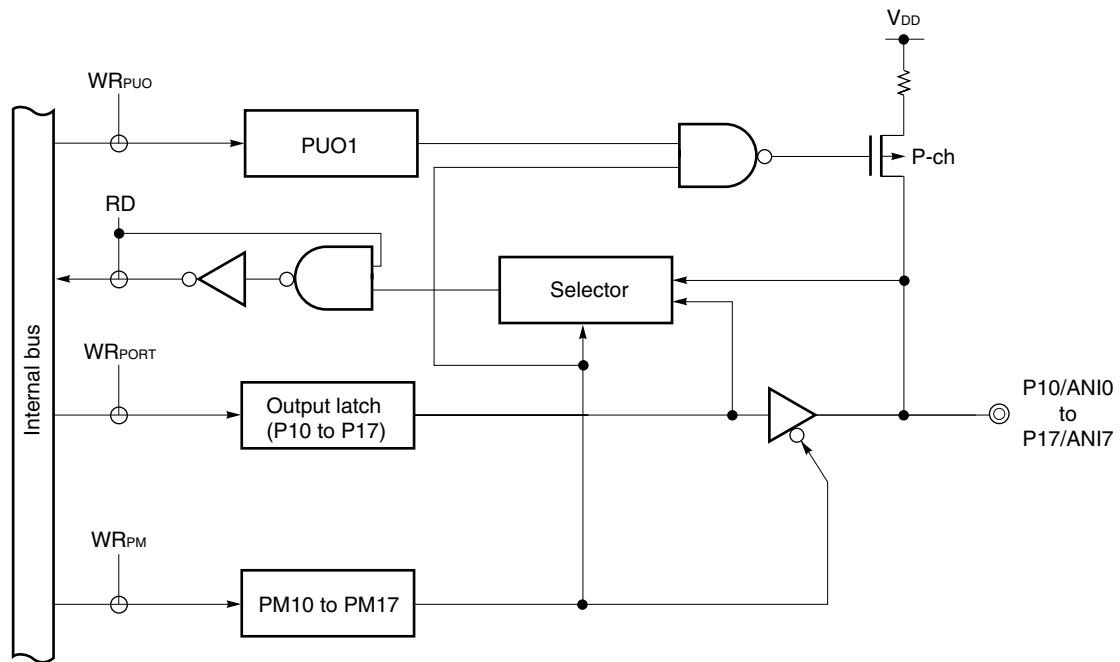 VDD
WRPUO
PUO1
P-ch
RD
Selector
Internal bus
WRPORT
Output latch
(P10 to P17)
P10/ANI0
to
P17/ANI7
WRPM
PM10 to PM17